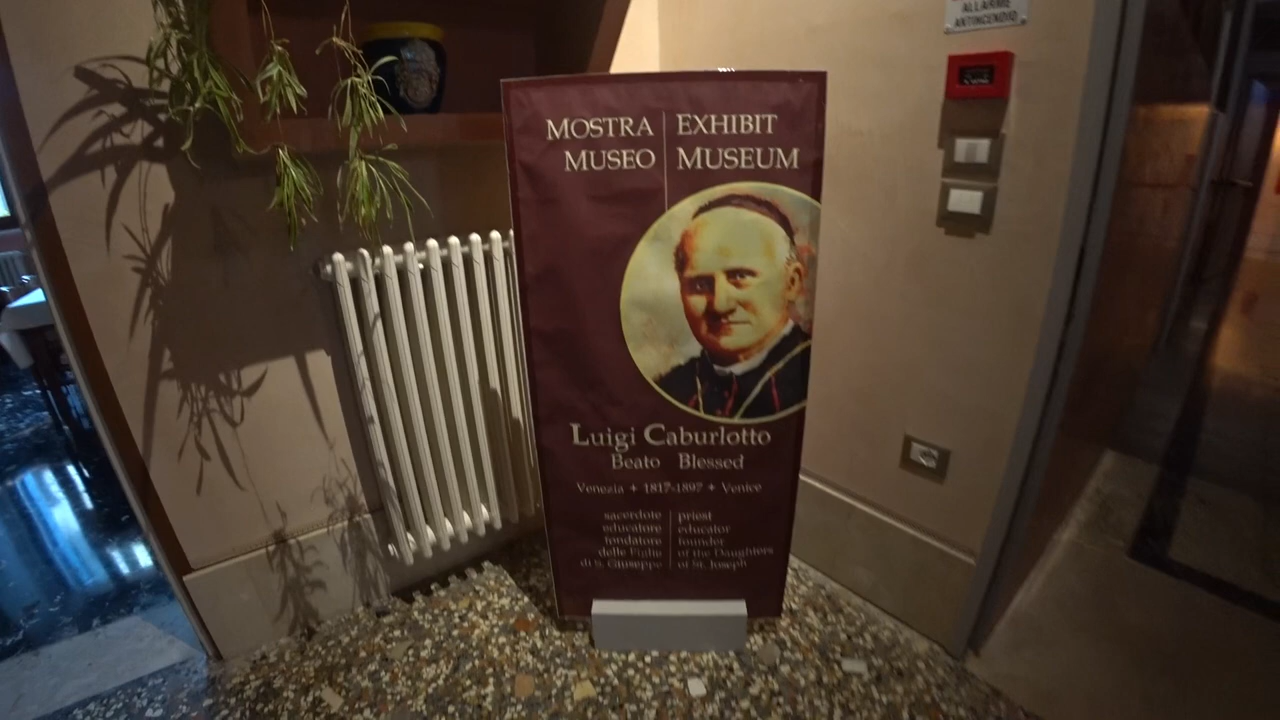 ALLARME
ANTINCENDIO
MOSTRA
MUSEO
EXHIBIT
MUSEUM
Luigi Caburlotto
Beato Blessed
Venezia + 1817-1897 + Venice
sacerdote
educatore
fondatore
delle Figlie
di S. Giuseppe
priest
educator
founder
of the Daughters
of St. Joseph